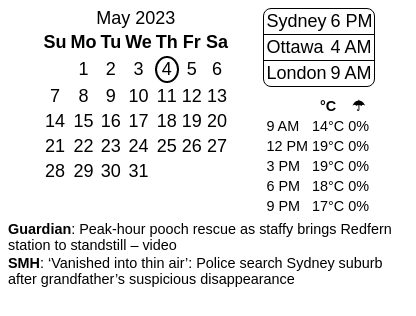 May 2023
Su Mo Tu We Th Fr Sa
1 2 3 4 5 6
7 8 9 10 11 12 13
14 15 16 17 18 19 20
21 22 23 24 25 26 27
28 29 30 31
Sydney 6 PM
Ottawa 4 AM
London 9 AM
°C ☂
9 AM 14°C 0%
12 PM 19°C 0%
3 PM 19°C 0%
6 PM 18°C 0%
9 PM 17°C 0%
Guardian: Peak-hour pooch rescue as staffy brings Redfern
station to standstill – video
SMH: ‘Vanished into thin air’: Police search Sydney suburb
after grandfather’s suspicious disappearance